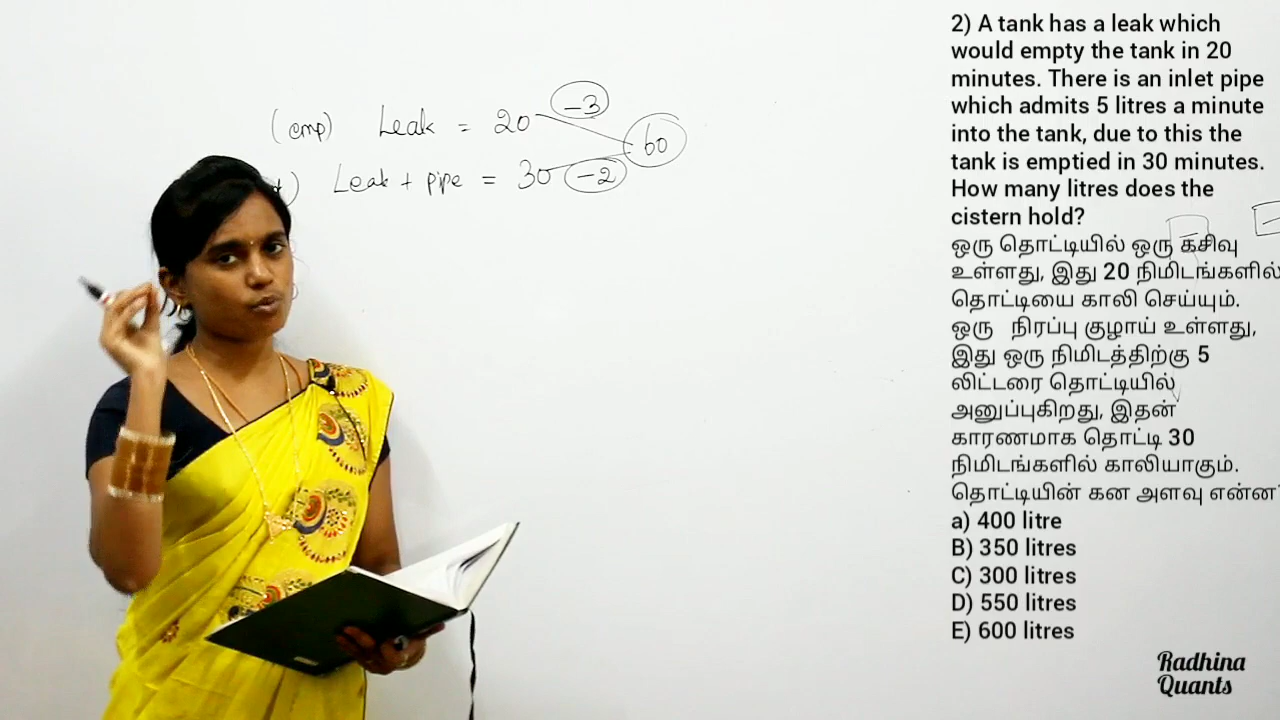 (emp) Leak = 20 -3
60
Leak + pipe = 30 -2
2) A tank has a leak which
would empty the tank in 20
minutes. There is an inlet pipe
which admits 5 litres a minute
into the tank, due to this the
tank is emptied in 30 minutes.
How many litres does the
cistern hold?
ஒரு தொட்டியில் ஒரு கசிவு
உள்ளது, இது 20 நிமிடங்களில்
தொட்டியை காலி செய்யும்.
ஒரு நிரப்பு குழாய் உள்ளது,
இது ஒரு நிமிடத்திற்கு 5
லிட்டரை தொட்டியில்
அனுப்புகிறது, இதன்
காரணமாக தொட்டி 30
நிமிடங்களில் காலியாகும்.
தொட்டியின் கன அளவு என்ன?
a) 400 litre
B) 350 litres
C) 300 litres
D) 550 litres
E) 600 litres
Radhina
Quants